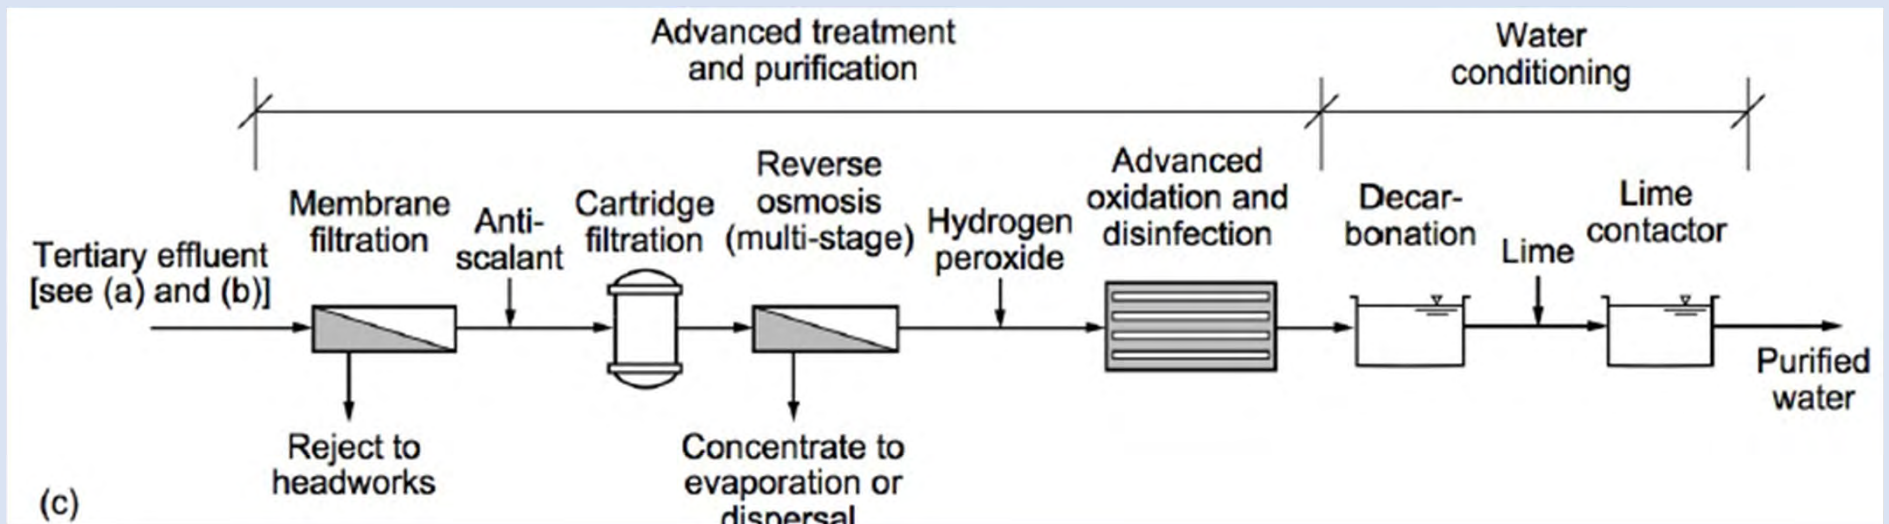 Advanced treatment
and purification
Water
conditioning
Tertiary effluent
[see (a) and (b)]
Membrane
filtration
Anti-
scalant
Cartridge
filtration
Reverse
osmosis
(multi-stage)
Hydrogen
peroxide
Advanced
oxidation and
disinfection
Decar-
bonation
Lime
Lime
contactor
Purified
water
Reject to
headworks
Concentrate to
evaporation or
dispersal
(c)